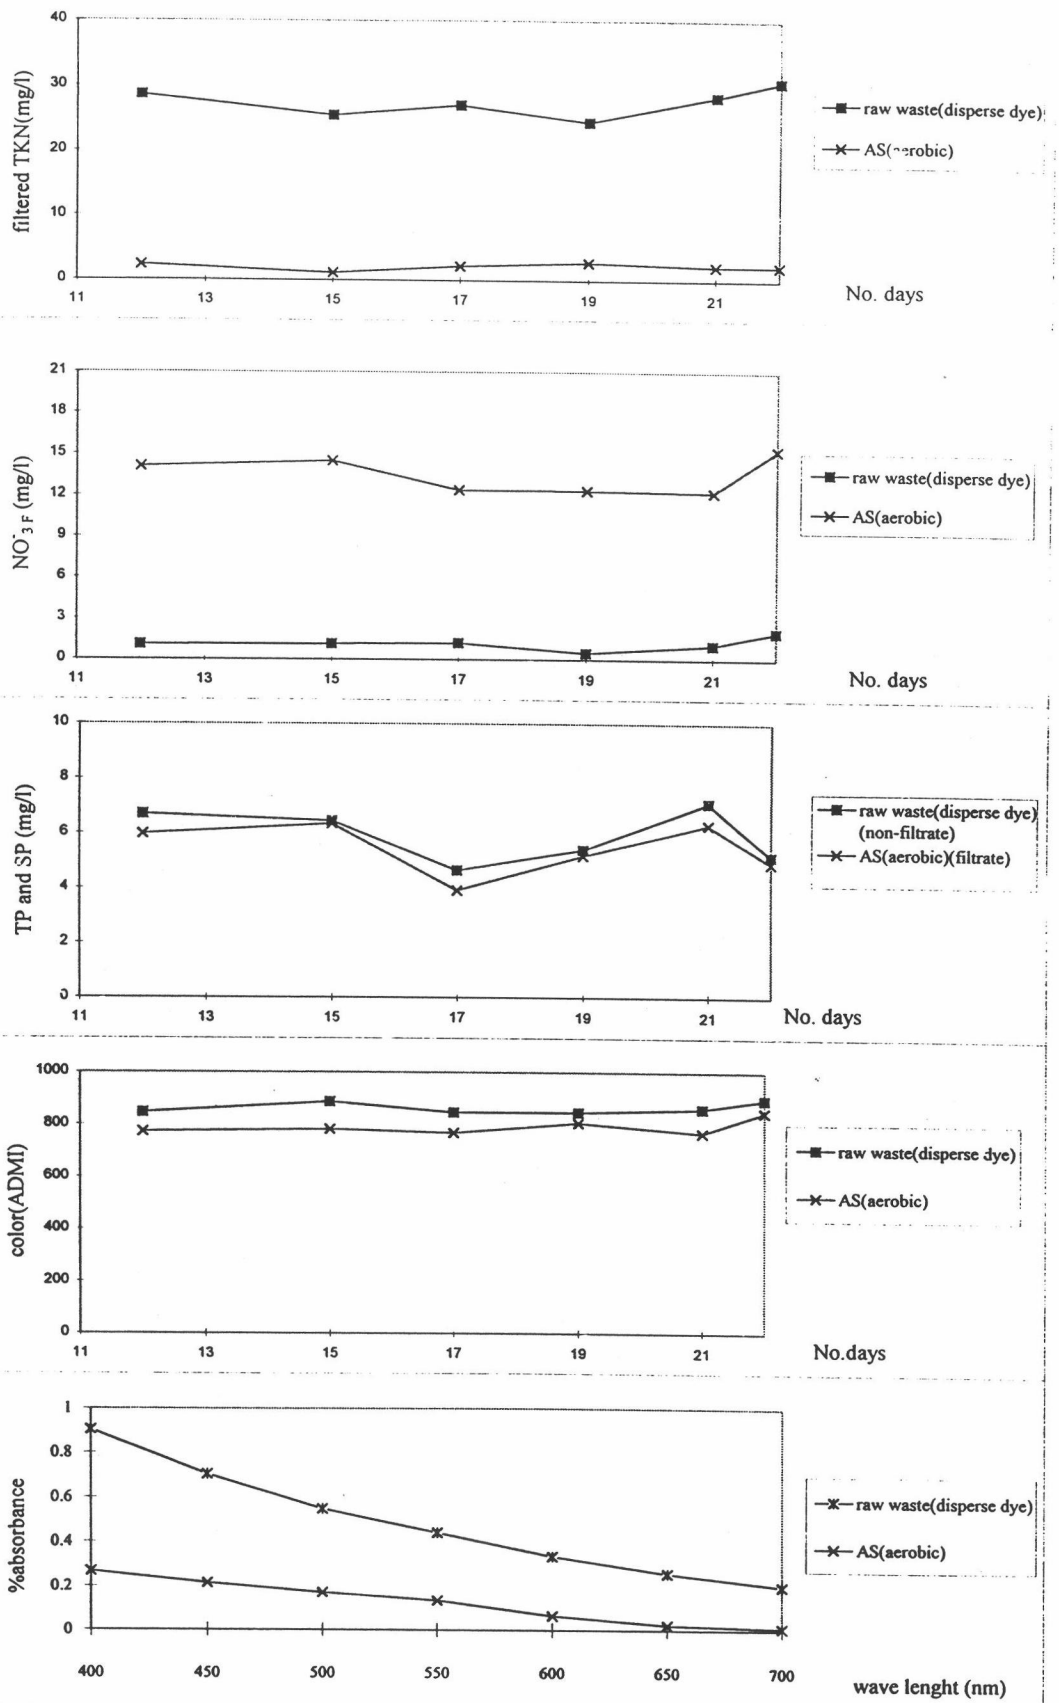 40
30
20
10
0
filtered TKN(mg/l)
11 13 15 17 19 21
No. days
raw waste(disperse dye)
AS(aerobic)
21
18
15
12
9
6
3
0
NO⁻₃ F (mg/l)
11 13 15 17 19 21
No. days
raw waste(disperse dye)
AS(aerobic)
10
8
6
4
2
0
TP and SP (mg/l)
11 13 15 17 19 21
No. days
raw waste(disperse dye)
(non-filtrate)
AS(aerobic)(filtrate)
1000
800
600
400
200
0
color(ADMI)
11 13 15 17 19 21
No.days
raw waste(disperse dye)
AS(aerobic)
1
0.8
0.6
0.4
0.2
0
%absorbance
400 450 500 550 600 650 700
wave lenght (nm)
raw waste(disperse dye)
AS(aerobic)